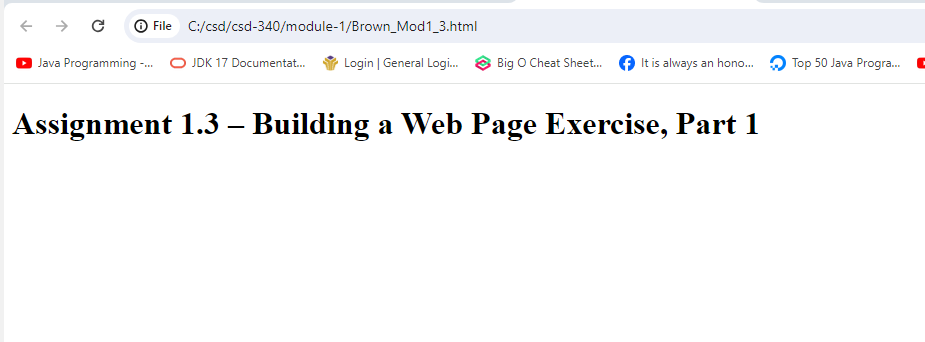 File C:/csd/csd-340/module-1/Brown_Mod1_3.html
Java Programming -... JDK 17 Documentat... Login | General Logi... Big O Cheat Sheet... It is always an hono... Top 50 Java Progra...
Assignment 1.3 – Building a Web Page Exercise, Part 1